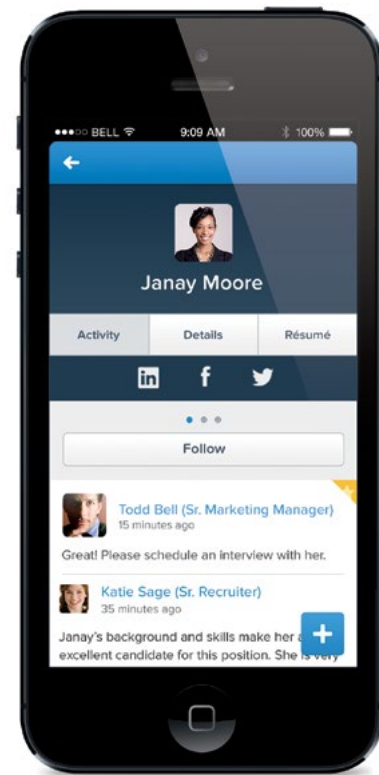 BELL 9:09 AM 100%
Janay Moore
Activity Details Résumé
in f
Follow
Todd Bell (Sr. Marketing Manager)
15 minutes ago
Great! Please schedule an interview with her.
Katie Sage (Sr. Recruiter)
35 minutes ago
Janay's background and skills make her a
excellent candidate for this position. She is very